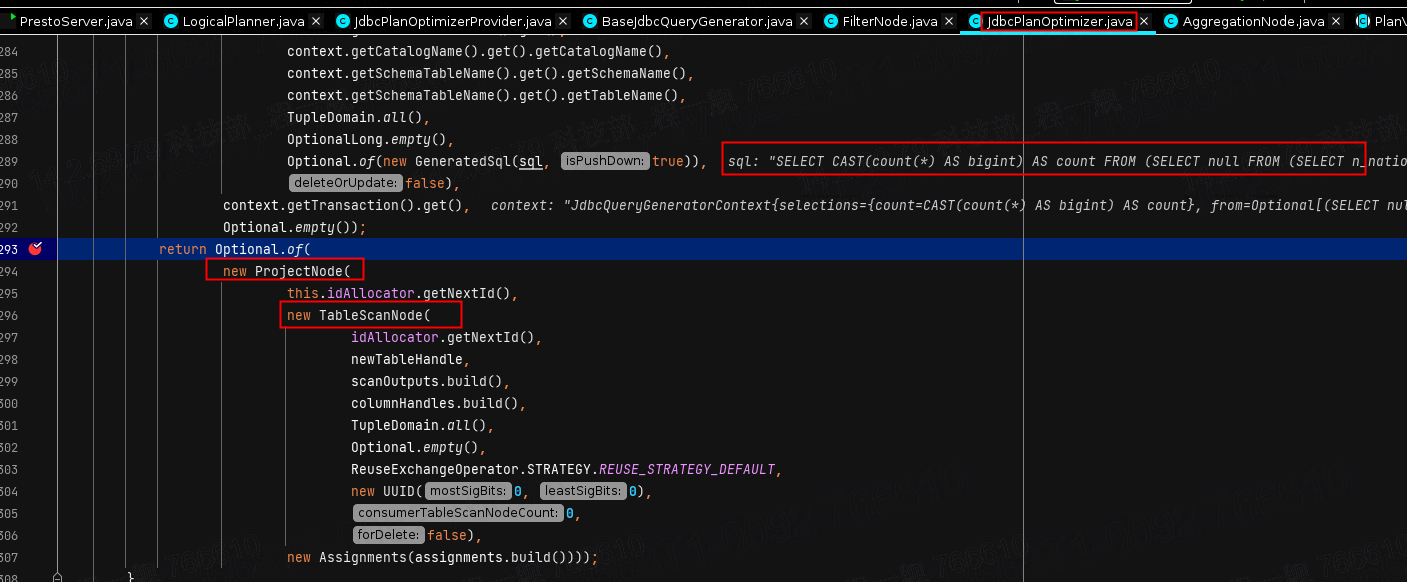 PrestoServer.java LogicalPlanner.java JdbcPlanOptimizerProvider.java BaseJdbcQueryGenerator.java FilterNode.java JdbcPlanOptimizer.java AggregationNode.java PlanV
284 context.getCatalogName().get().getCatalogName(),
285 context.getSchemaTableName().get().getSchemaName(),
286 context.getSchemaTableName().get().getTableName(),
287 TupleDomain.all(),
288 OptionalLong.empty(),
289 Optional.of(new GeneratedSql(sql, isPushDown: true)), sql: "SELECT CAST(count(*) AS bigint) AS count FROM (SELECT null FROM (SELECT n_natio
290 deleteOrUpdate: false),
291 context.getTransaction().get(), context: "JdbcQueryGeneratorContext{selections={count=CAST(count(*) AS bigint) AS count}, from=Optional[(SELECT nul
292 Optional.empty());
293 return Optional.of(
294 new ProjectNode(
295 this.idAllocator.getNextId(),
296 new TableScanNode(
297 idAllocator.getNextId(),
298 newTableHandle,
299 scanOutputs.build(),
300 columnHandles.build(),
301 TupleDomain.all(),
302 Optional.empty(),
303 ReuseExchangeOperator.STRATEGY.REUSE_STRATEGY_DEFAULT,
304 new UUID( mostSigBits: 0, leastSigBits: 0),
305 consumerTableScanNodeCount: 0,
306 forDelete: false),
307 new Assignments(assignments.build())));
308 }